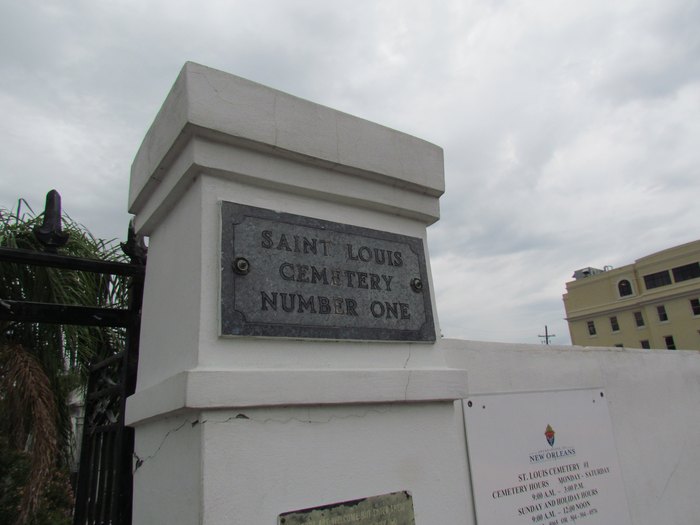 SAINT LOUIS
CEMETERY
NUMBER ONE
NEW ORLEANS
ST. LOUIS CEMETERY #1
CEMETERY HOURS MONDAY - SATURDAY
9:00 A.M. - 3:00 P.M.
SUNDAY AND HOLIDAY HOURS
9:00 A.M. - 12:00 NOON